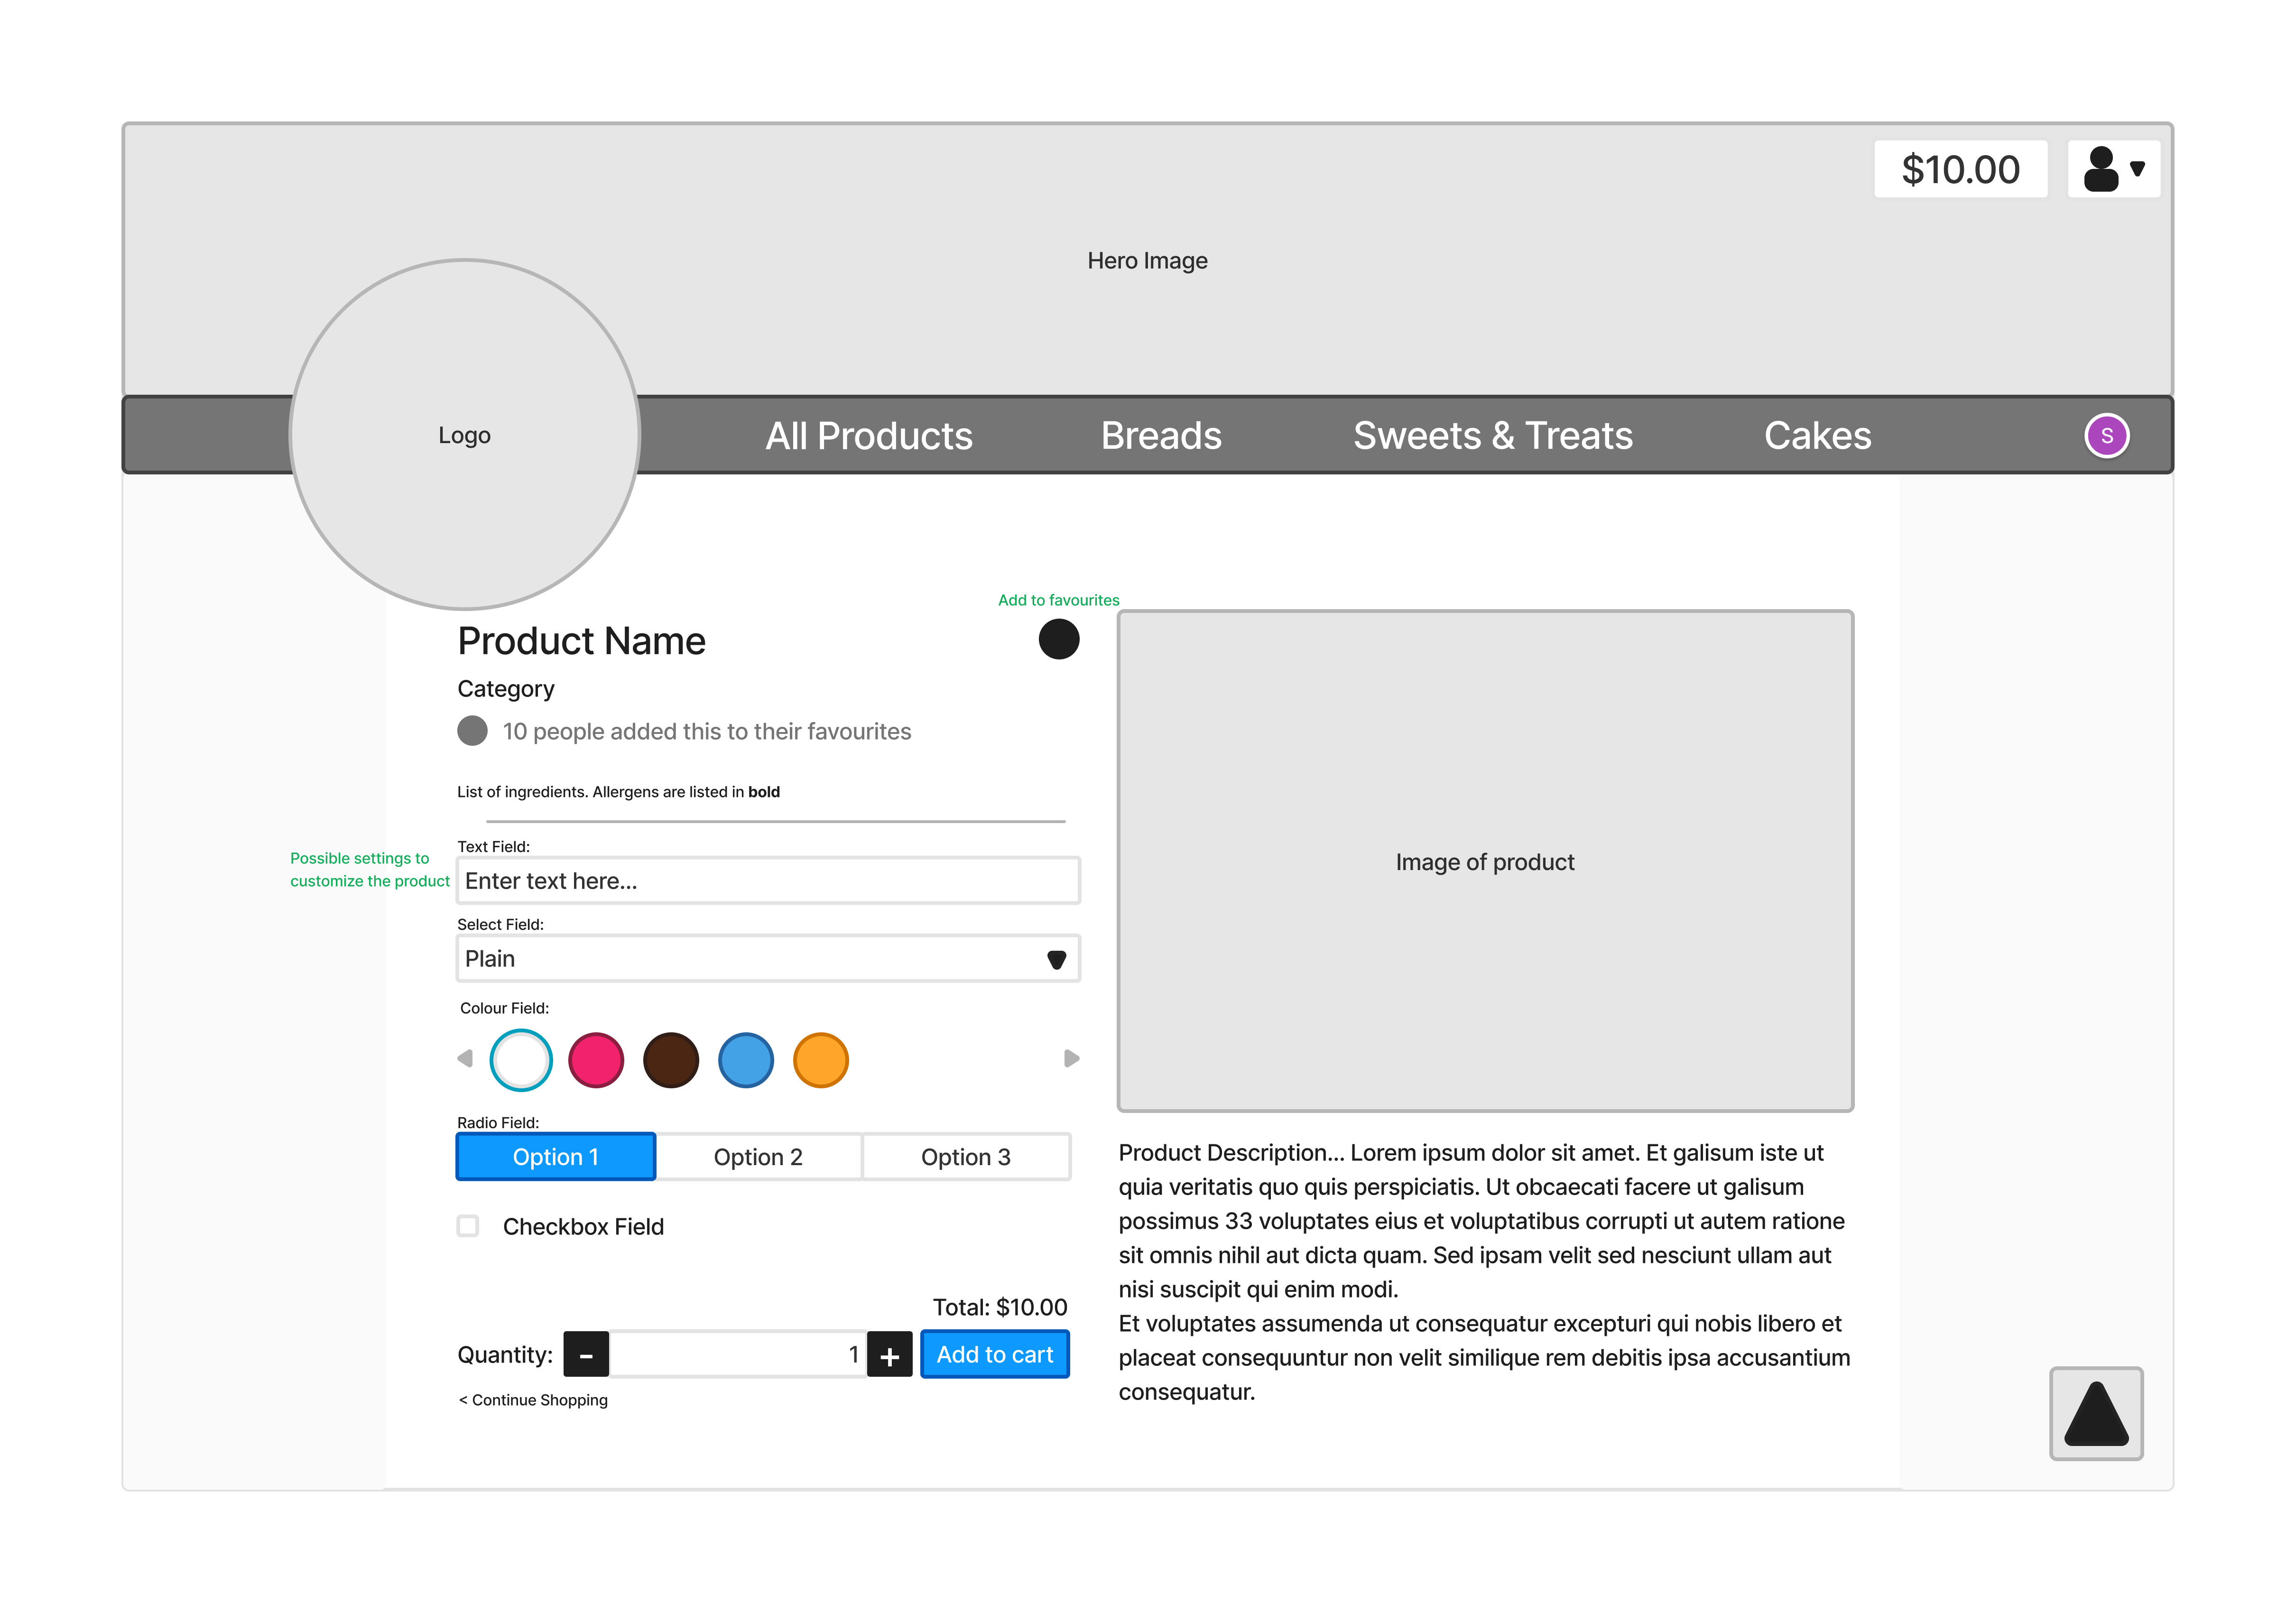 $10.00
Hero Image
Logo
All Products
Breads
Sweets & Treats
Cakes
S
Add to favourites
Product Name
Category
10 people added this to their favourites
List of ingredients. Allergens are listed in bold
Possible settings to
customize the product
Text Field:
Enter text here...
Select Field:
Plain
Colour Field:
Radio Field:
Option 1
Option 2
Option 3
Checkbox Field
Total: $10.00
Quantity:
-
1
+
Add to cart
< Continue Shopping
Image of product
Product Description... Lorem ipsum dolor sit amet. Et galisum iste ut
quia veritatis quo quis perspiciatis. Ut obcaecati facere ut galisum
possimus 33 voluptates eius et voluptatibus corrupti ut autem ratione
sit omnis nihil aut dicta quam. Sed ipsam velit sed nesciunt ullam aut
nisi suscipit qui enim modi.
Et voluptates assumenda ut consequatur excepturi qui nobis libero et
placeat consequuntur non velit similique rem debitis ipsa accusantium
consequatur.